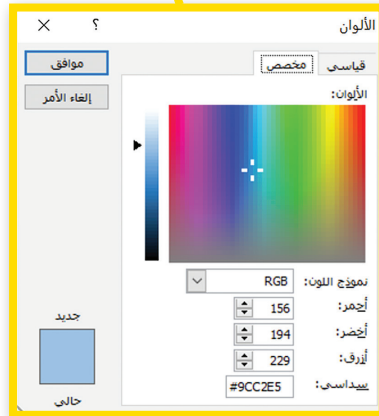 الألوان ؟ ×
قياسي مخصص
موافق
إلغاء الأمر
الألوان:
نموذج اللون: RGB
أحمر: 156
أخضر: 194
أزرق: 229
سداسي: #9CC2E5
جديد
حالي